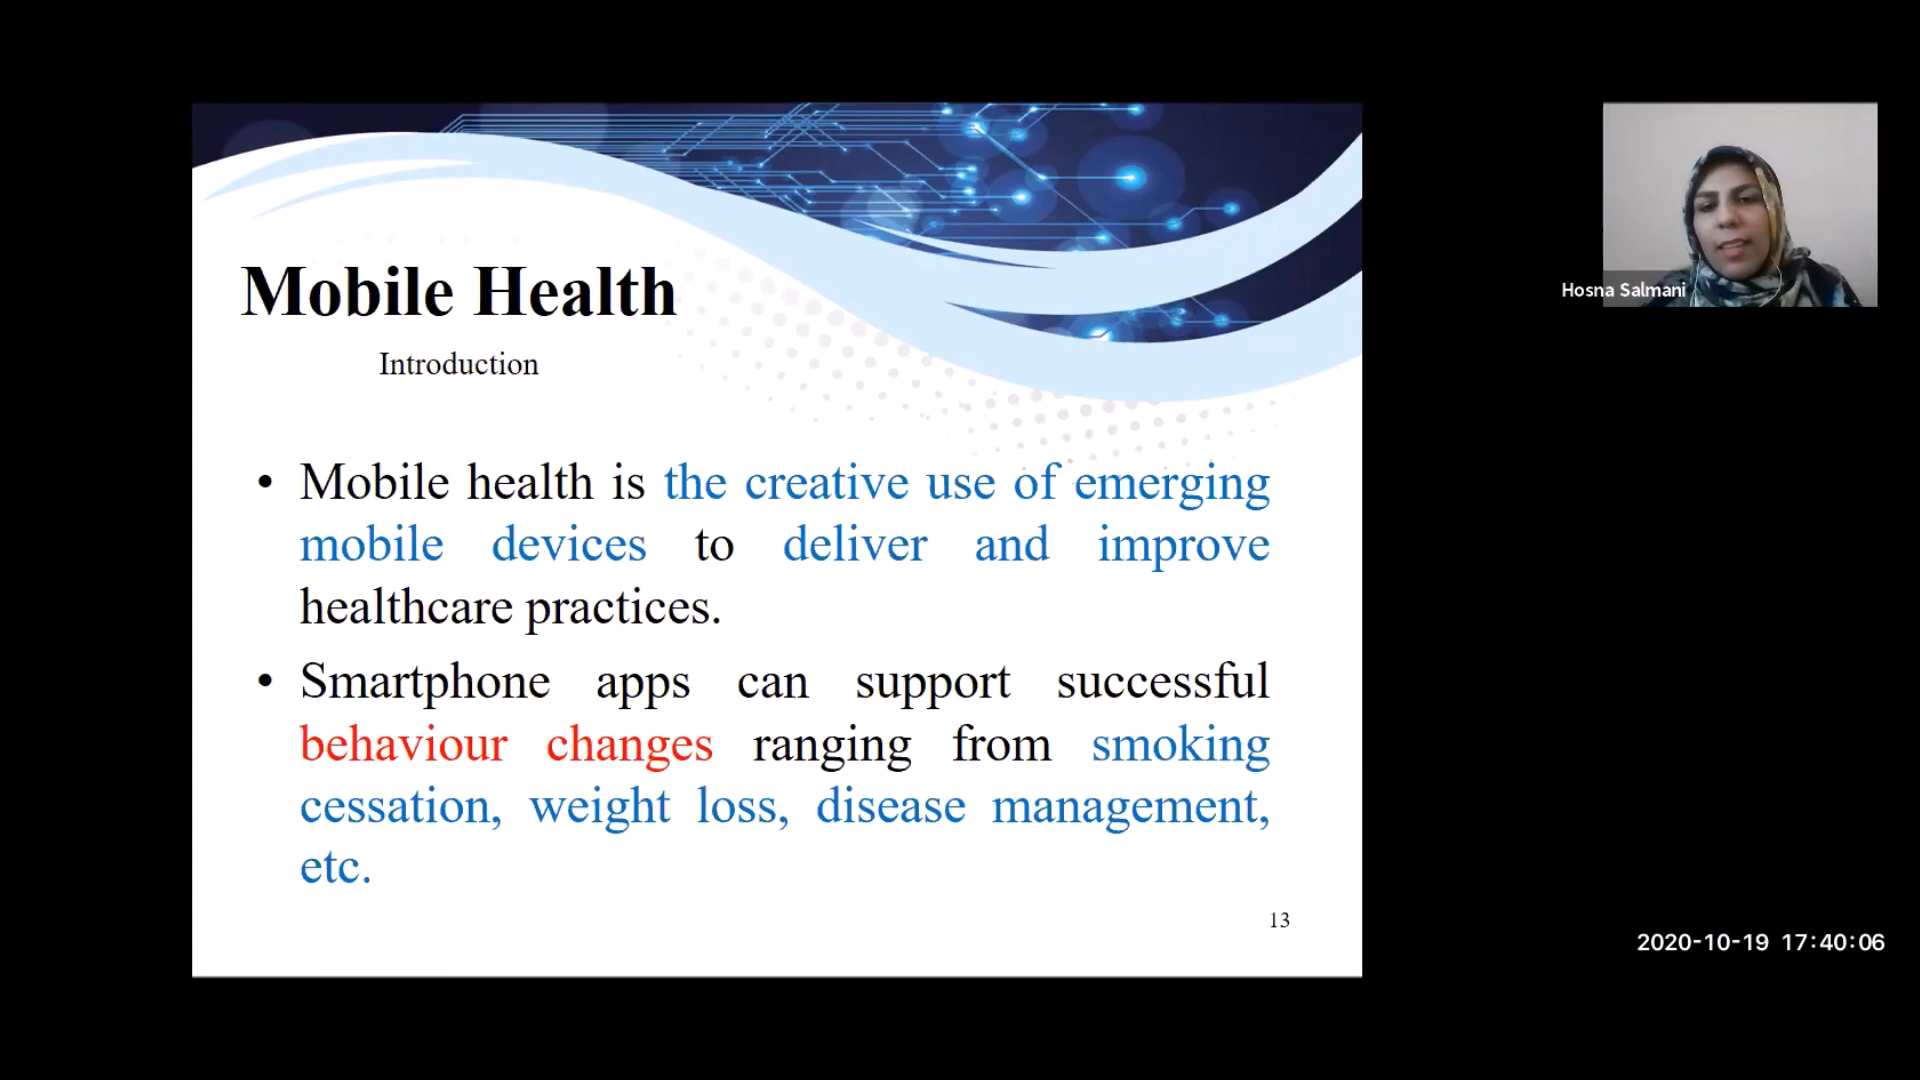 Mobile Health
Introduction
• Mobile health is the creative use of emerging
mobile devices to deliver and improve
healthcare practices.
• Smartphone apps can support successful
behaviour changes ranging from smoking
cessation, weight loss, disease management,
etc.
13
Hosna Salmani
2020-10-19 17:40:06